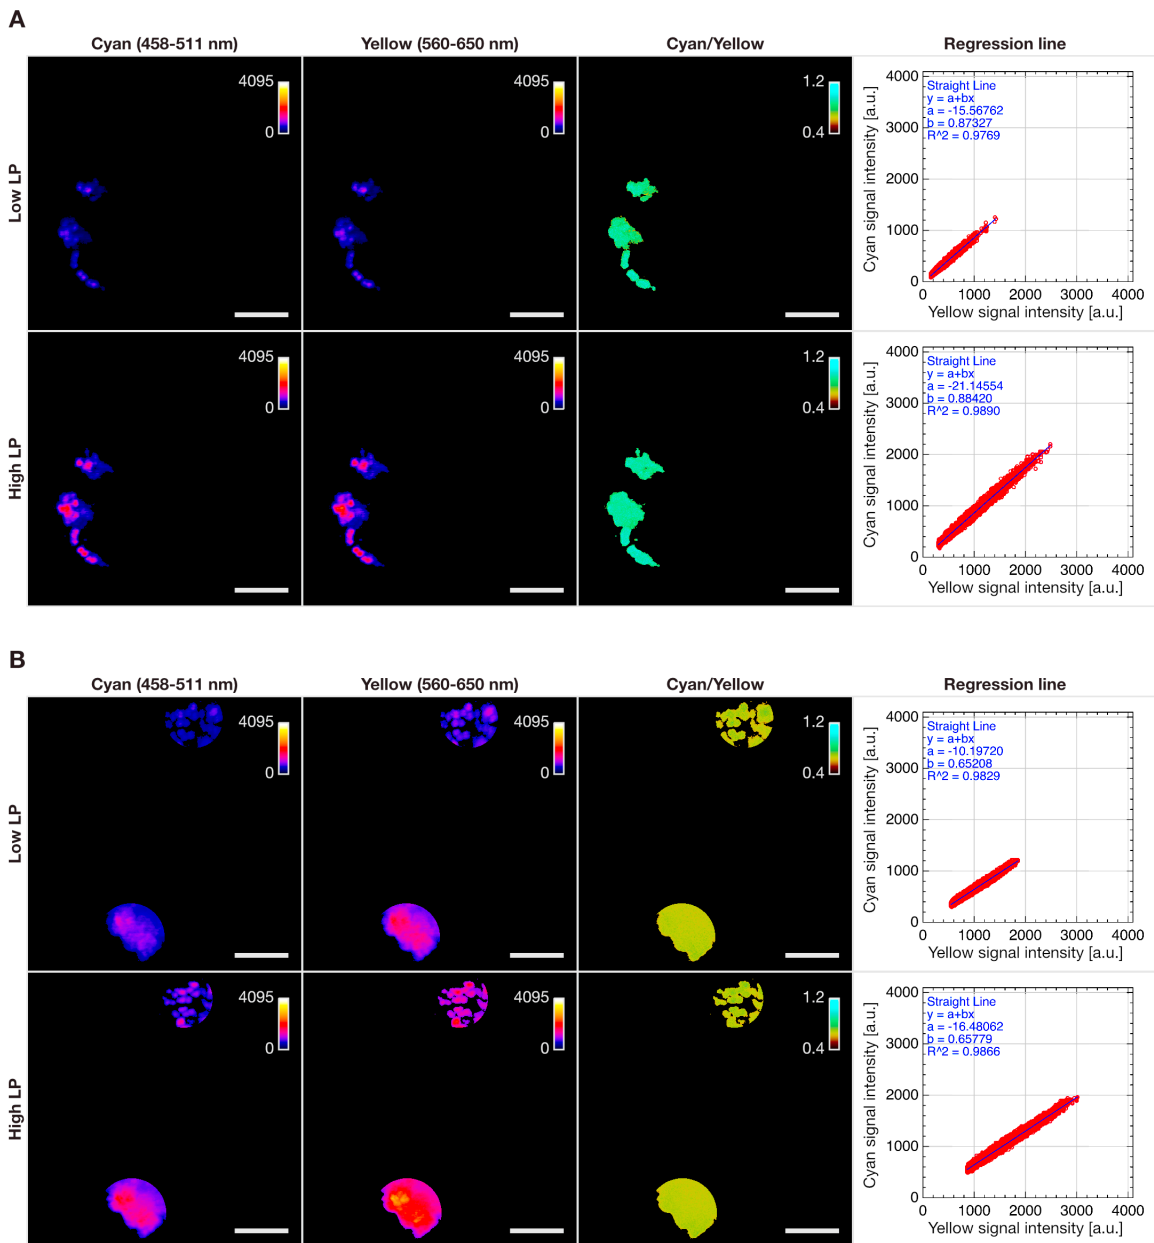 A
Cyan (458-511 nm) Yellow (560-650 nm) Cyan/Yellow Regression line
Low LP
4095
0
4095
0
1.2
0.4
Cyan signal intensity [a.u.]
4000
3000
2000
1000
0
Straight Line
y = a+bx
a = -15.56762
b = 0.87327
R^2 = 0.9769
0 1000 2000 3000 4000
Yellow signal intensity [a.u.]
High LP
4095
0
4095
0
1.2
0.4
Cyan signal intensity [a.u.]
4000
3000
2000
1000
0
Straight Line
y = a+bx
a = -21.14554
b = 0.88420
R^2 = 0.9890
0 1000 2000 3000 4000
Yellow signal intensity [a.u.]
B
Cyan (458-511 nm) Yellow (560-650 nm) Cyan/Yellow Regression line
Low LP
4095
0
4095
0
1.2
0.4
Cyan signal intensity [a.u.]
4000
3000
2000
1000
0
Straight Line
y = a+bx
a = -10.19720
b = 0.65208
R^2 = 0.9829
0 1000 2000 3000 4000
Yellow signal intensity [a.u.]
High LP
4095
0
4095
0
1.2
0.4
Cyan signal intensity [a.u.]
4000
3000
2000
1000
0
Straight Line
y = a+bx
a = -16.48062
b = 0.65779
R^2 = 0.9866
0 1000 2000 3000 4000
Yellow signal intensity [a.u.]